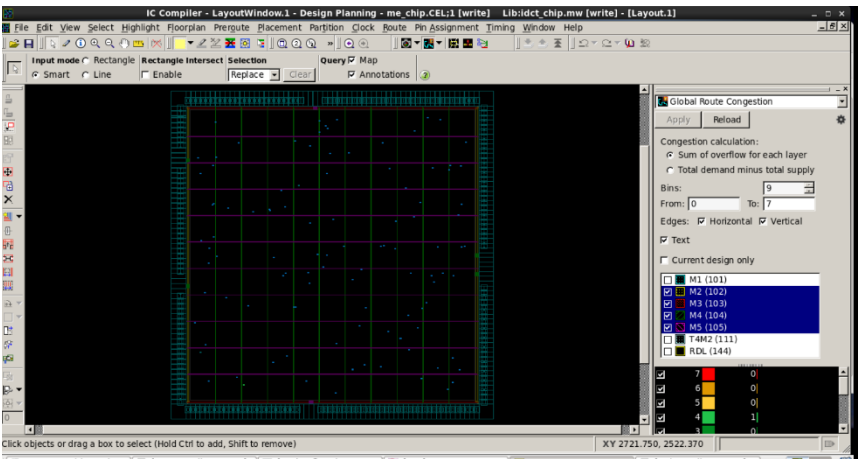 IC Compiler - LayoutWindow.1 - Design Planning - me_chip.CEL;1 [write]    Lib:idct_chip.mw [write] - [Layout.1]
File Edit View Select Highlight Floorplan Preroute Placement Partition Clock Route Pin Assignment Timing Window Help
Input mode Rectangle Rectangle Intersect Selection Query Map
Smart Line Enable Replace Clear Annotations
Global Route Congestion
Apply Reload
Congestion calculation:
Sum of overflow for each layer
Total demand minus total supply
Bins: 9
From: 0 To: 7
Edges: Horizontal Vertical
Text
Current design only
M1 (101)
M2 (102)
M3 (103)
M4 (104)
M5 (105)
T4M2 (111)
RDL (144)
7 0
6 0
5 0
4 1
3 0
0
Click objects or drag a box to select (Hold Ctrl to add, Shift to remove) XY 2721.750, 2522.370